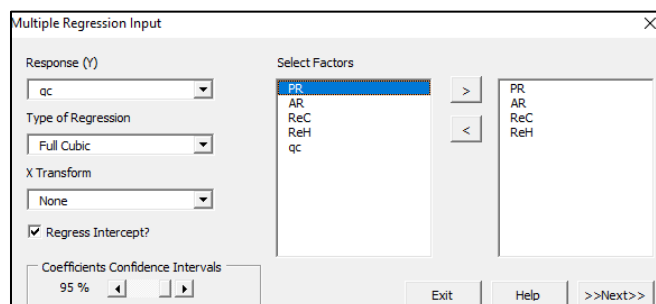 Multiple Regression Input
Response (Y)
qc
Type of Regression
Full Cubic
X Transform
None
Regress Intercept?
Coefficients Confidence Intervals
95 %
Select Factors
PR
AR
ReC
ReH
qc
>
<
PR
AR
ReC
ReH
Exit
Help
>>Next>>